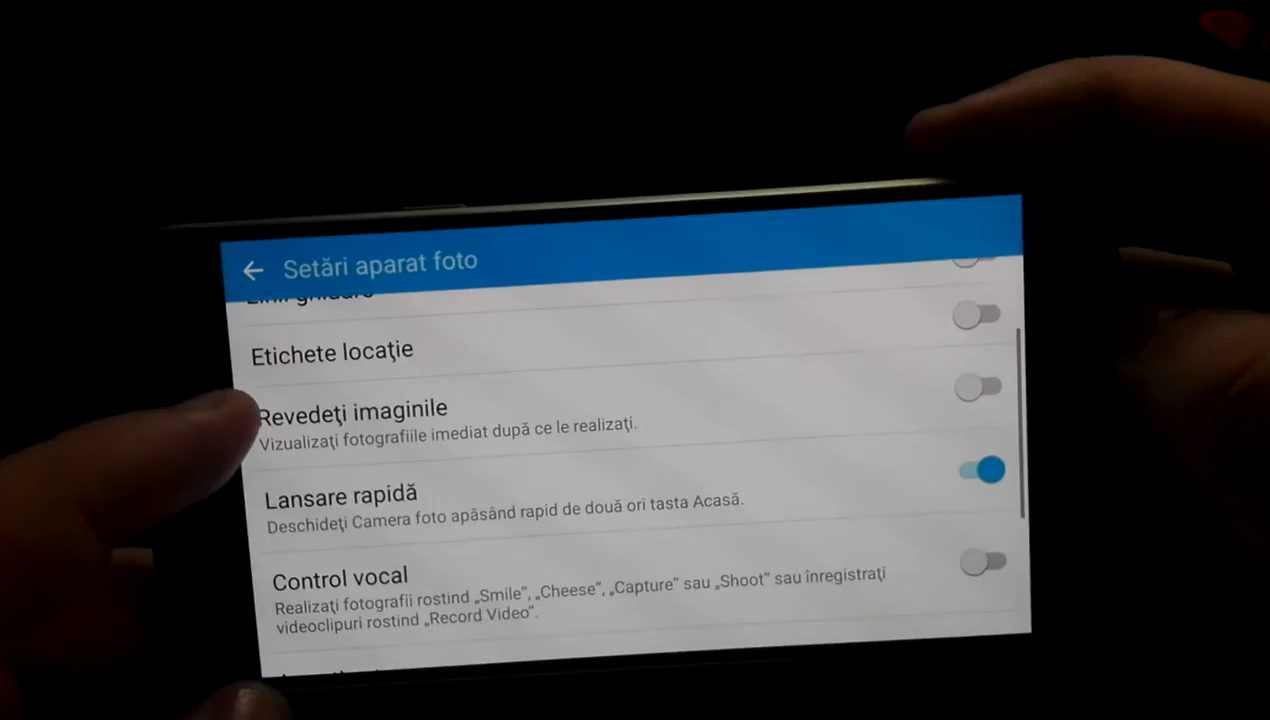 Setări aparat foto
Linii ghidare
Etichete locaţie
Revedeţi imaginile
Vizualizaţi fotografiile imediat după ce le realizaţi.
Lansare rapidă
Deschideţi Camera foto apăsând rapid de două ori tasta Acasă.
Control vocal
Realizaţi fotografii rostind „Smile”, „Cheese”, „Capture” sau „Shoot” sau înregistraţi
videoclipuri rostind „Record Video”.